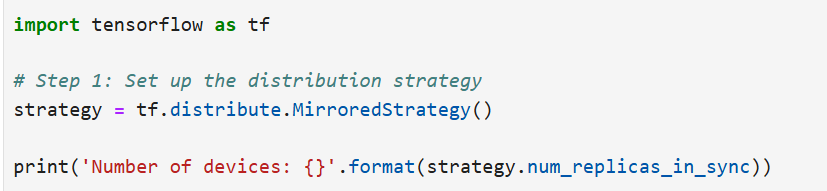 import tensorflow as tf
# Step 1: Set up the distribution strategy
strategy = tf.distribute.MirroredStrategy()
print('Number of devices: {}'.format(strategy.num_replicas_in_sync))